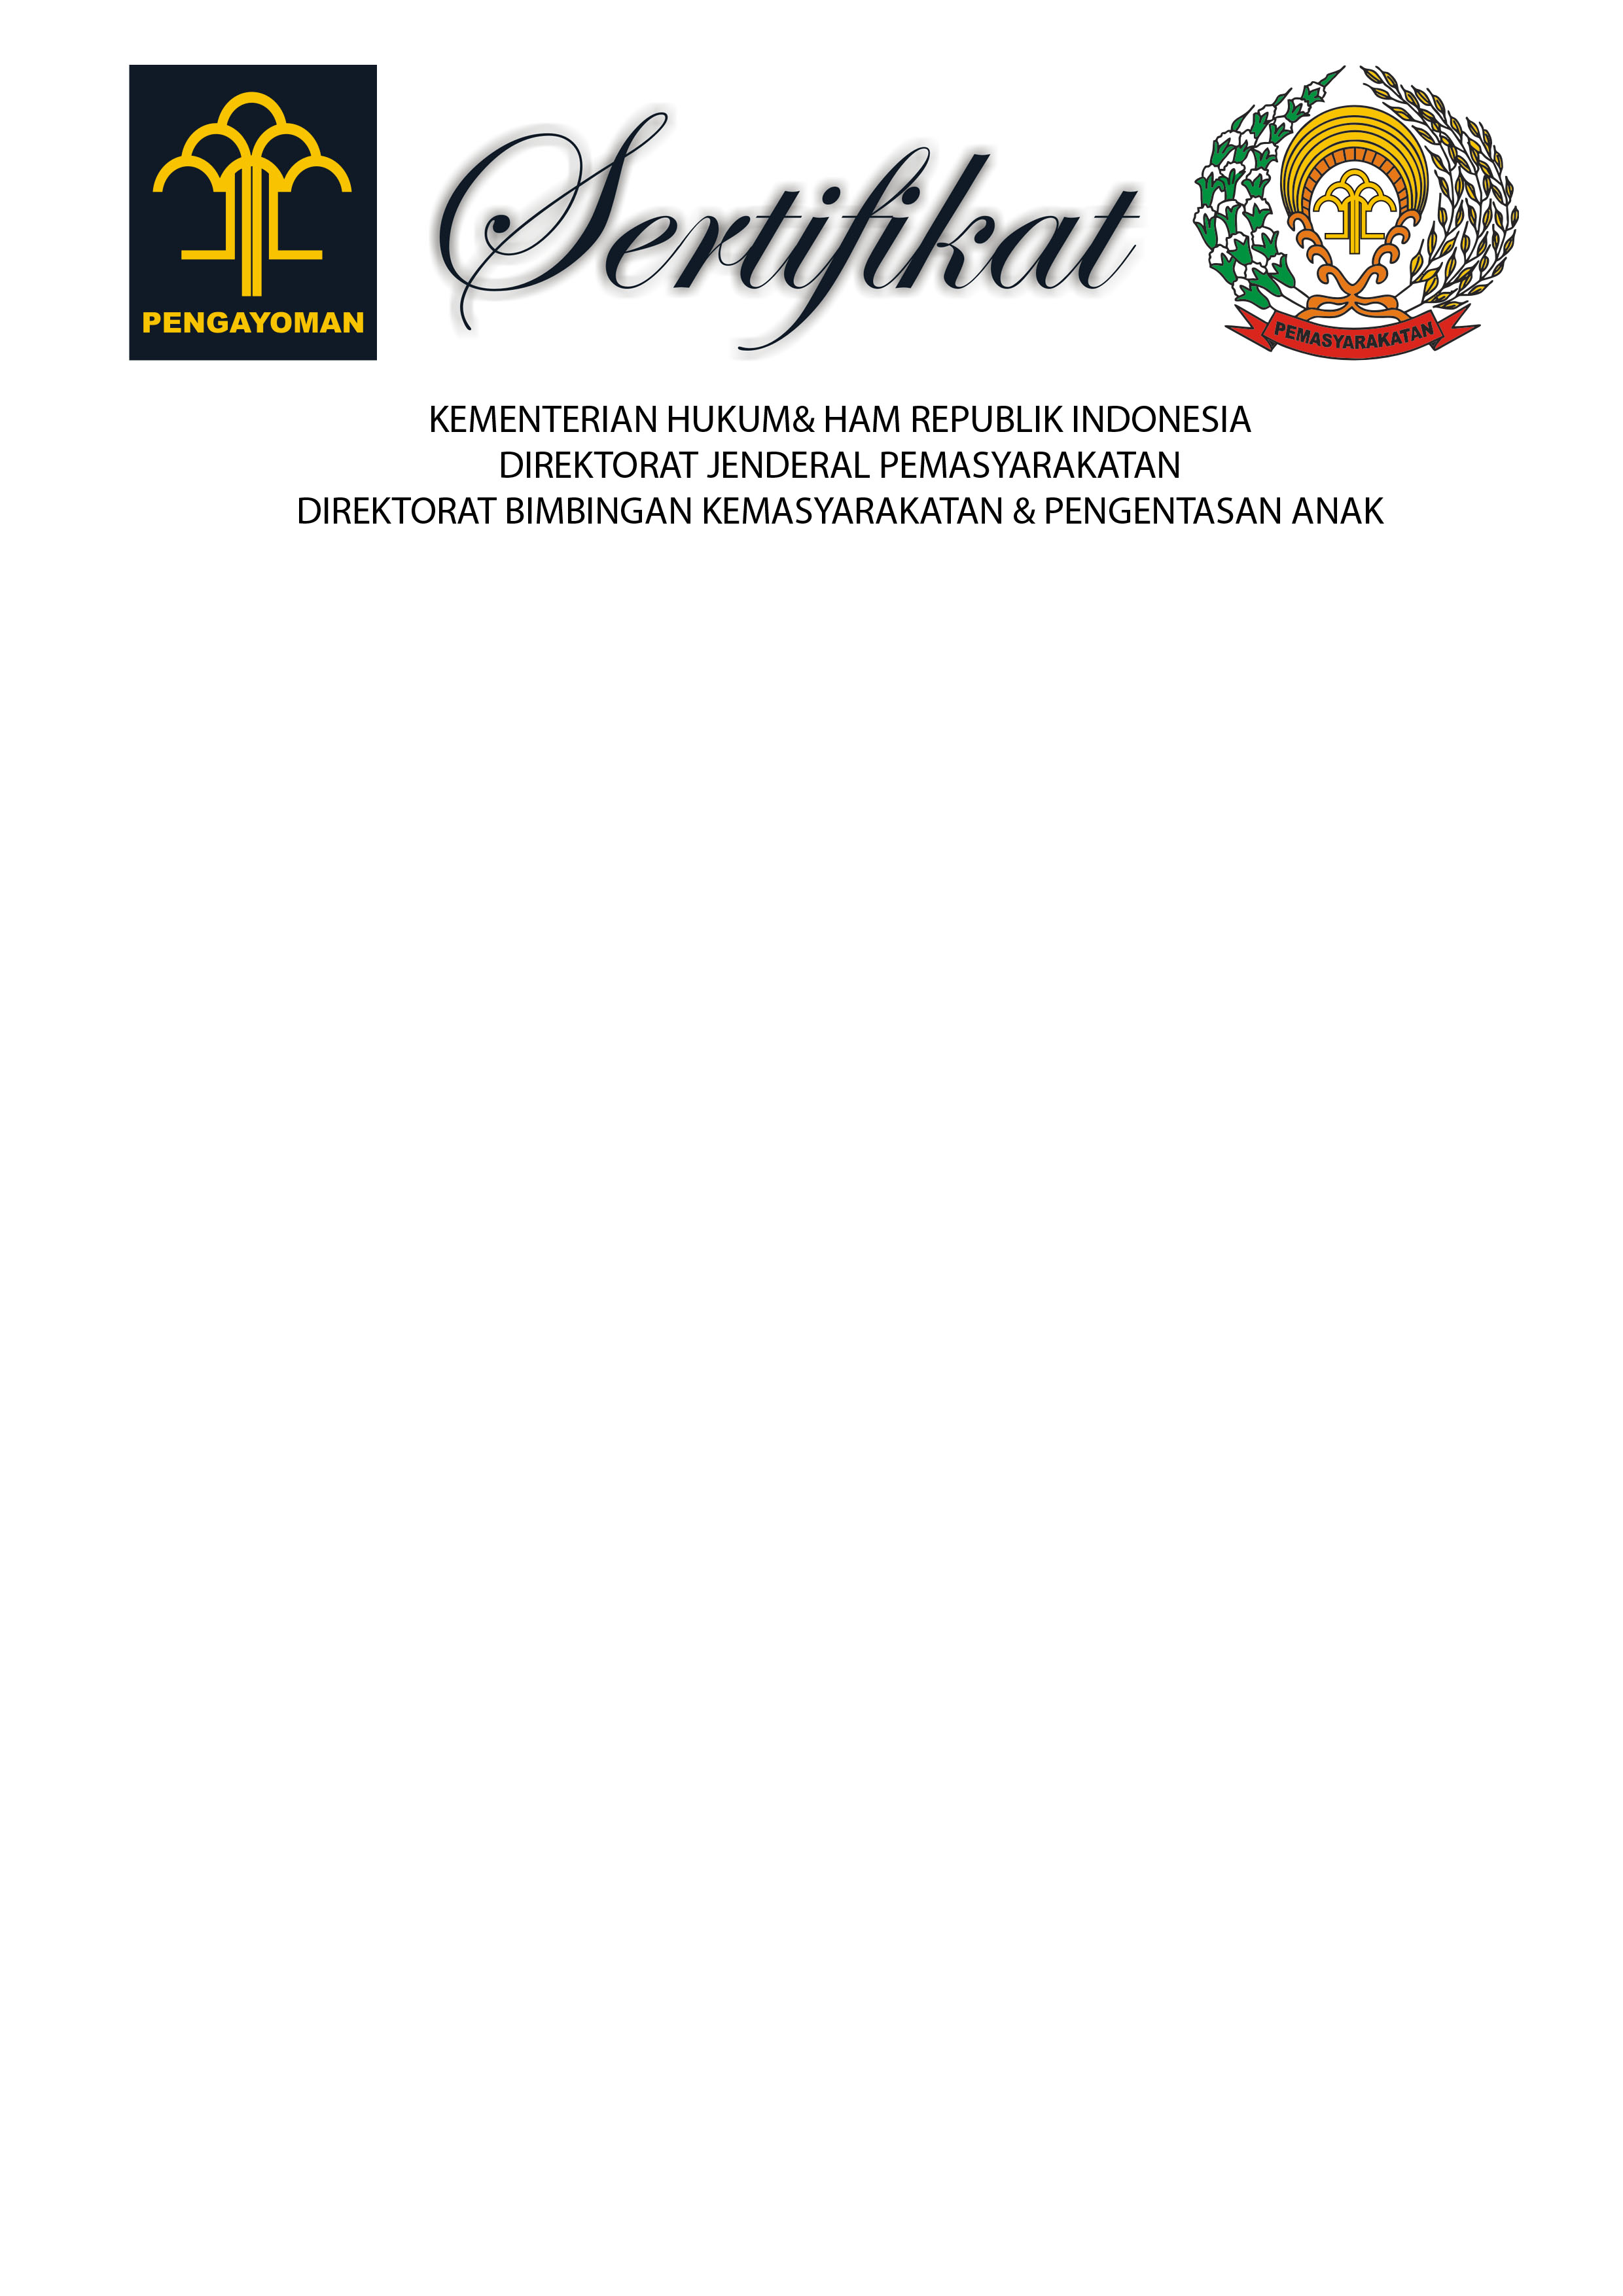 Sertifikat
PENGAYOMAN
PEMASYARAKATAN
KEMENTERIAN HUKUM& HAM REPUBLIK INDONESIA
DIREKTORAT JENDERAL PEMASYARAKATAN
DIREKTORAT BIMBINGAN KEMASYARAKATAN & PENGENTASAN ANAK